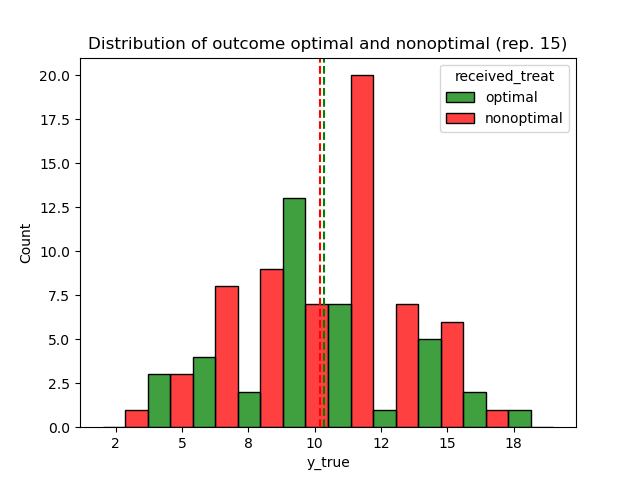 Distribution of outcome optimal and nonoptimal (rep. 15)
received_treat
optimal
nonoptimal
Count
20.0
17.5
15.0
12.5
10.0
7.5
5.0
2.5
0.0
2 5 8 10 12 15 18
y_true